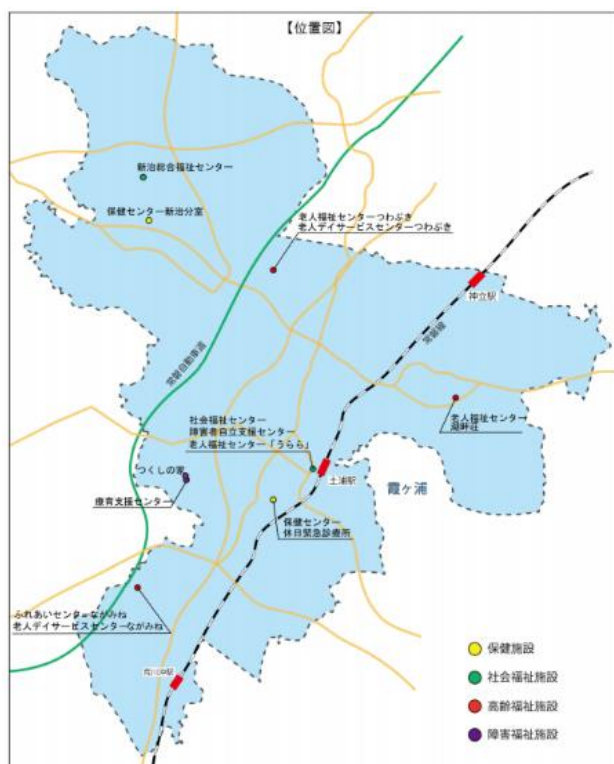 【位置図】
新治総合福祉センター
保健センター新治分室
老人福祉センターつわぶき
老人デイサービスセンターつわぶき
神立駅
常磐線
常磐自動車道
老人福祉センター
湖畔荘
社会福祉センター
障害者自立支援センター
老人福祉センター「うらら」
土浦駅
霞ヶ浦
つくしの家
療育支援センター
保健センター
休日緊急診療所
ふれあいセンターながみね
老人デイサービスセンターながみね
荒川沖駅
保健施設
社会福祉施設
高齢福祉施設
障害福祉施設